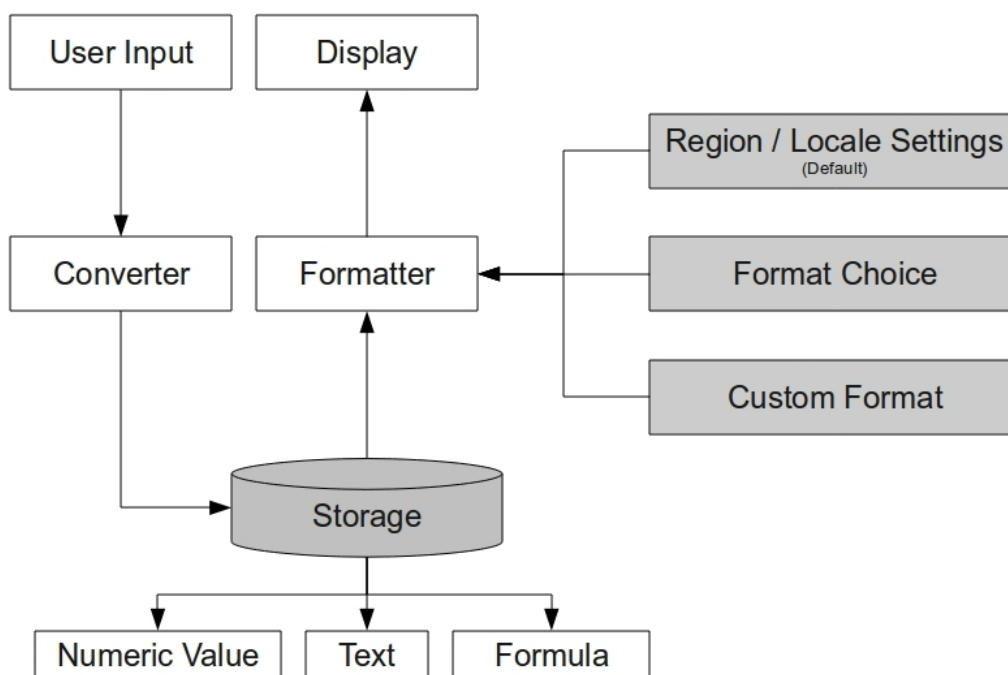 User Input
Display
Region / Locale Settings
(Default)
Converter
Formatter
Format Choice
Custom Format
Storage
Numeric Value
Text
Formula